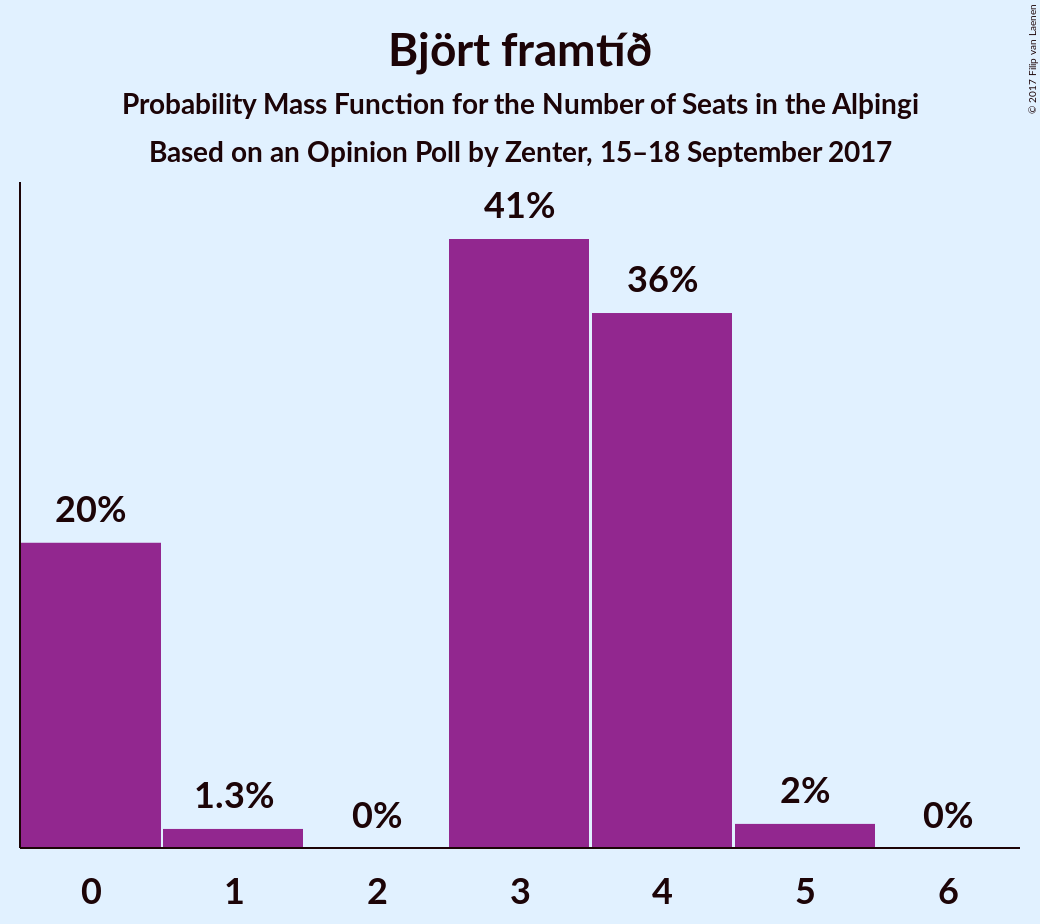 Björt framtíð
Probability Mass Function for the Number of Seats in the Alþingi
Based on an Opinion Poll by Zenter, 15–18 September 2017
© 2017 Filip van Laenen
41%
36%
20%
1.3%
0%
2%
0%
0 1 2 3 4 5 6